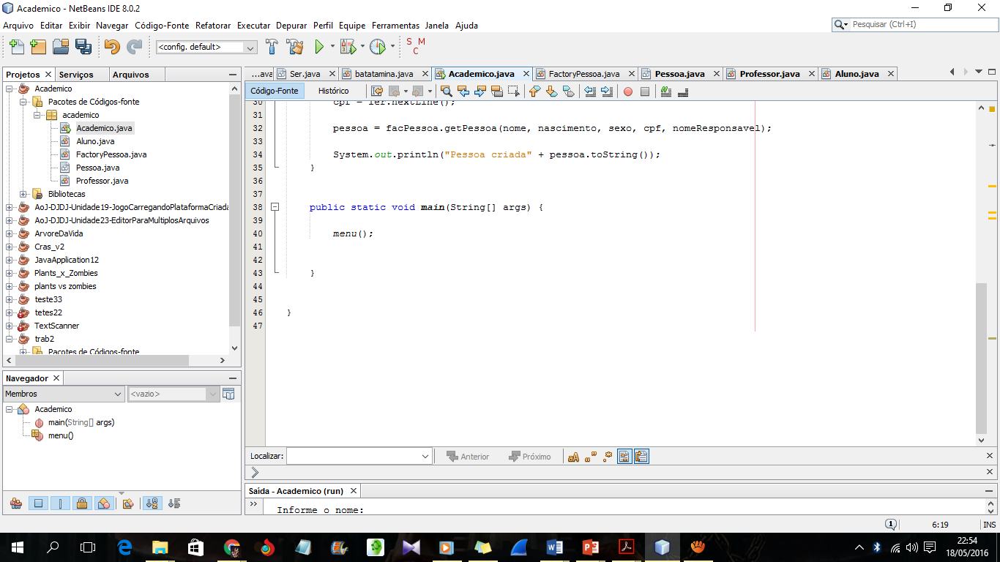 Academico - NetBeans IDE 8.0.2
Arquivo Editar Exibir Navegar Código-Fonte Refatorar Executar Depurar Perfil Equipe Ferramentas Janela Ajuda
Pesquisar (Ctrl+I)
<config. default>
S M
C
Projetos Serviços Arquivos
...ava Ser.java batatamina.java Academico.java FactoryPessoa.java Pessoa.java Professor.java Aluno.java
Código-Fonte Histórico
Academico
Pacotes de Códigos-fonte
academico
Academico.java
Aluno.java
FactoryPessoa.java
Pessoa.java
Professor.java
Bibliotecas
AoJ-DJDJ-Unidade19-JogoCarregandoPlataformaCriada
AoJ-DJDJ-Unidade23-EditorParaMultiplosArquivos
ArvoreDaVida
Cras_v2
JavaApplication12
Plants_x_Zombies
plants vs zombies
teste33
tetes22
TextScanner
trab2
Pacotes de Códigos-fonte
30 cpf = ler.nextLine();
31
32 pessoa = facPessoa.getPessoa(nome, nascimento, sexo, cpf, nomeResponsavel);
33
34 System.out.println("Pessoa criada" + pessoa.toString());
35 }
36
37
38 public static void main(String[] args) {
39
40 menu();
41
42
43 }
44
45
46 }
47
Navegador
Membros <vazio>
Academico
main(String[] args)
menu()
Localizar: Anterior Próximo
Saída - Academico (run)
Informe o nome:
1 6:19 INS
22:54
18/05/2016